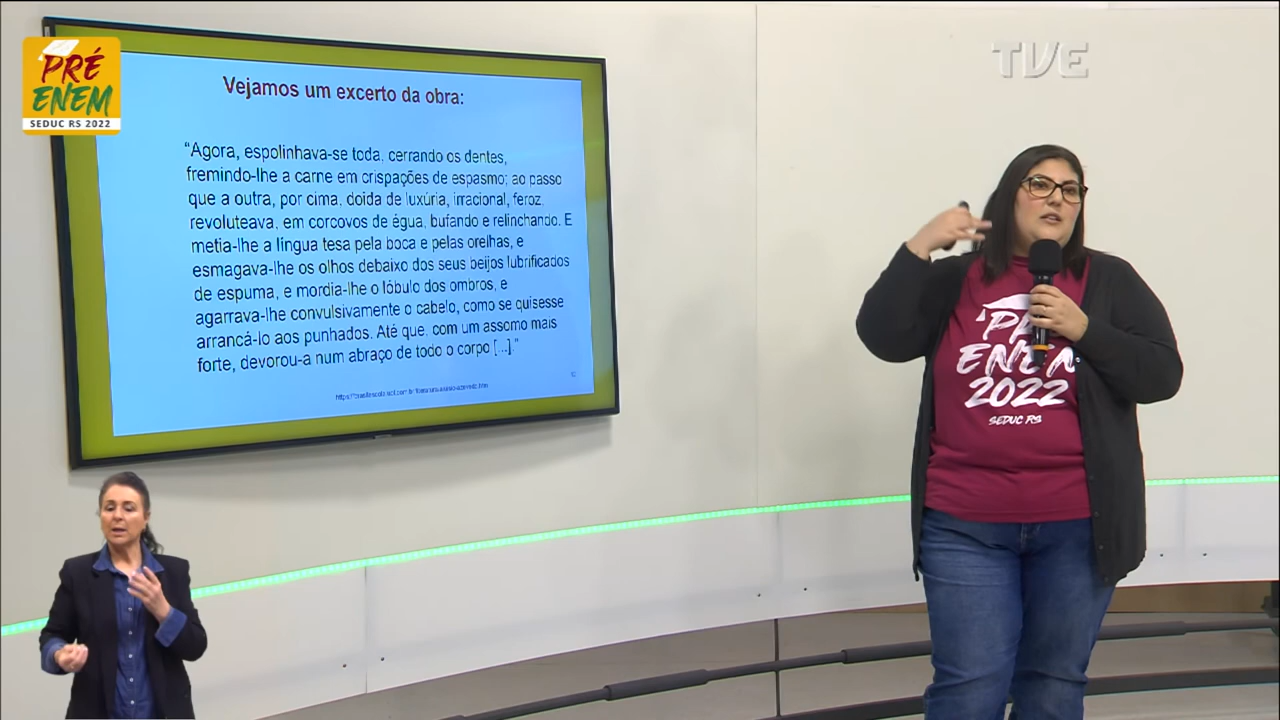 PRÉ
ENEM
SEDUC RS 2022
TVE
Vejamos um excerto da obra:
“Agora, espolinhava-se toda, cerrando os dentes,
fremindo-lhe a carne em crispações de espasmo; ao passo
que a outra, por cima, doida de luxúria, irracional, feroz,
revoluteava, em corcovos de égua, bufando e relinchando. E
metia-lhe a língua tesa pela boca e pelas orelhas, e
esmagava-lhe os olhos debaixo dos seus beijos lubrificados
de espuma, e mordia-lhe o lóbulo dos ombros, e
agarrava-lhe convulsivamente o cabelo, como se quisesse
arrancá-lo aos punhados. Até que, com um assomo mais
forte, devorou-a num abraço de todo o corpo [...].”
ENEN
2022
SEDUC RS